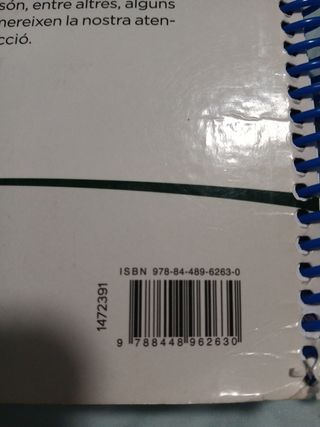 són, entre altres, alguns
mereixen la nostra aten-
cció.
ISBN 978-84-489-6263-0
1472391
9 788448 962630